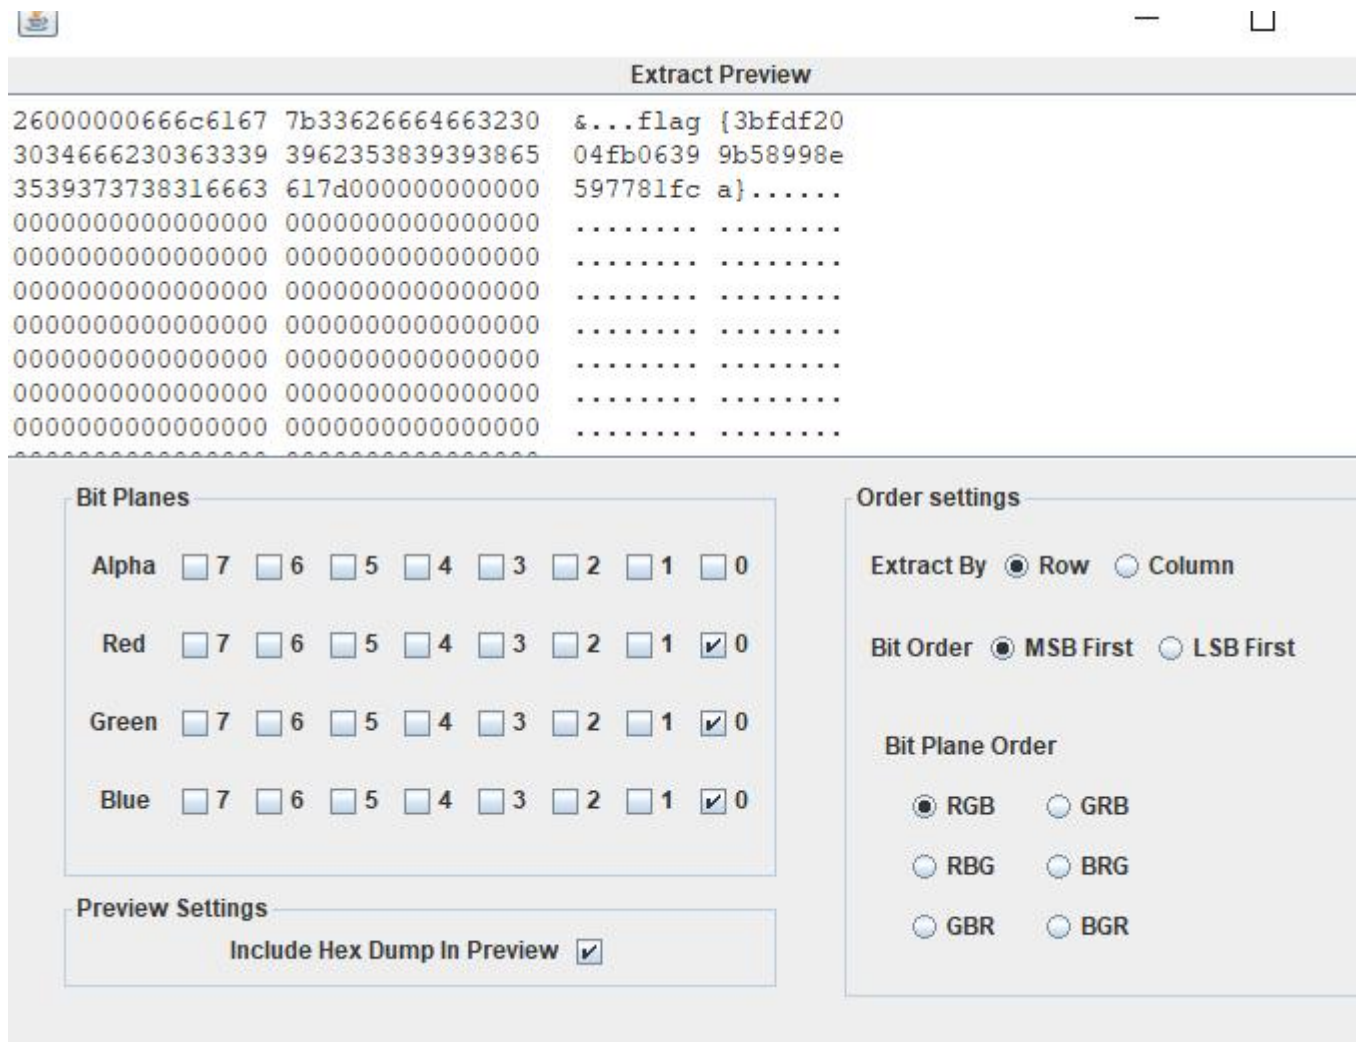 Extract Preview
26000000666c6167 7b33626664663230 &...flag {3bfdf20
3034666230363339 3962353839393865 04fb0639 9b58998e
3539373738316663 617d000000000000 597781fc a}......
0000000000000000 0000000000000000 ........ ........
0000000000000000 0000000000000000 ........ ........
0000000000000000 0000000000000000 ........ ........
0000000000000000 0000000000000000 ........ ........
0000000000000000 0000000000000000 ........ ........
0000000000000000 0000000000000000 ........ ........
0000000000000000 0000000000000000 ........ ........
Bit Planes
Alpha 7 6 5 4 3 2 1 0
Red 7 6 5 4 3 2 1 0
Green 7 6 5 4 3 2 1 0
Blue 7 6 5 4 3 2 1 0
Preview Settings
Include Hex Dump In Preview
Order settings
Extract By Row Column
Bit Order MSB First LSB First
Bit Plane Order
RGB GRB
RBG BRG
GBR BGR